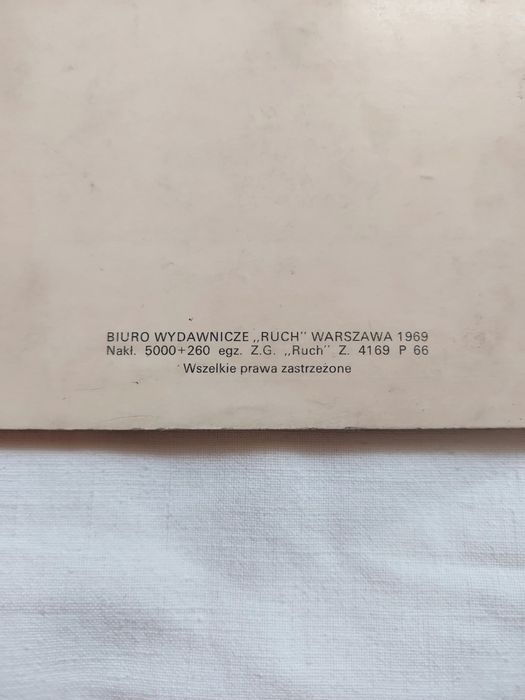 BIURO WYDAWNICZE „RUCH" WARSZAWA 1969
Nakł. 5000+260 egz. Z.G. „Ruch" Z. 4169 P 66
Wszelkie prawa zastrzeżone